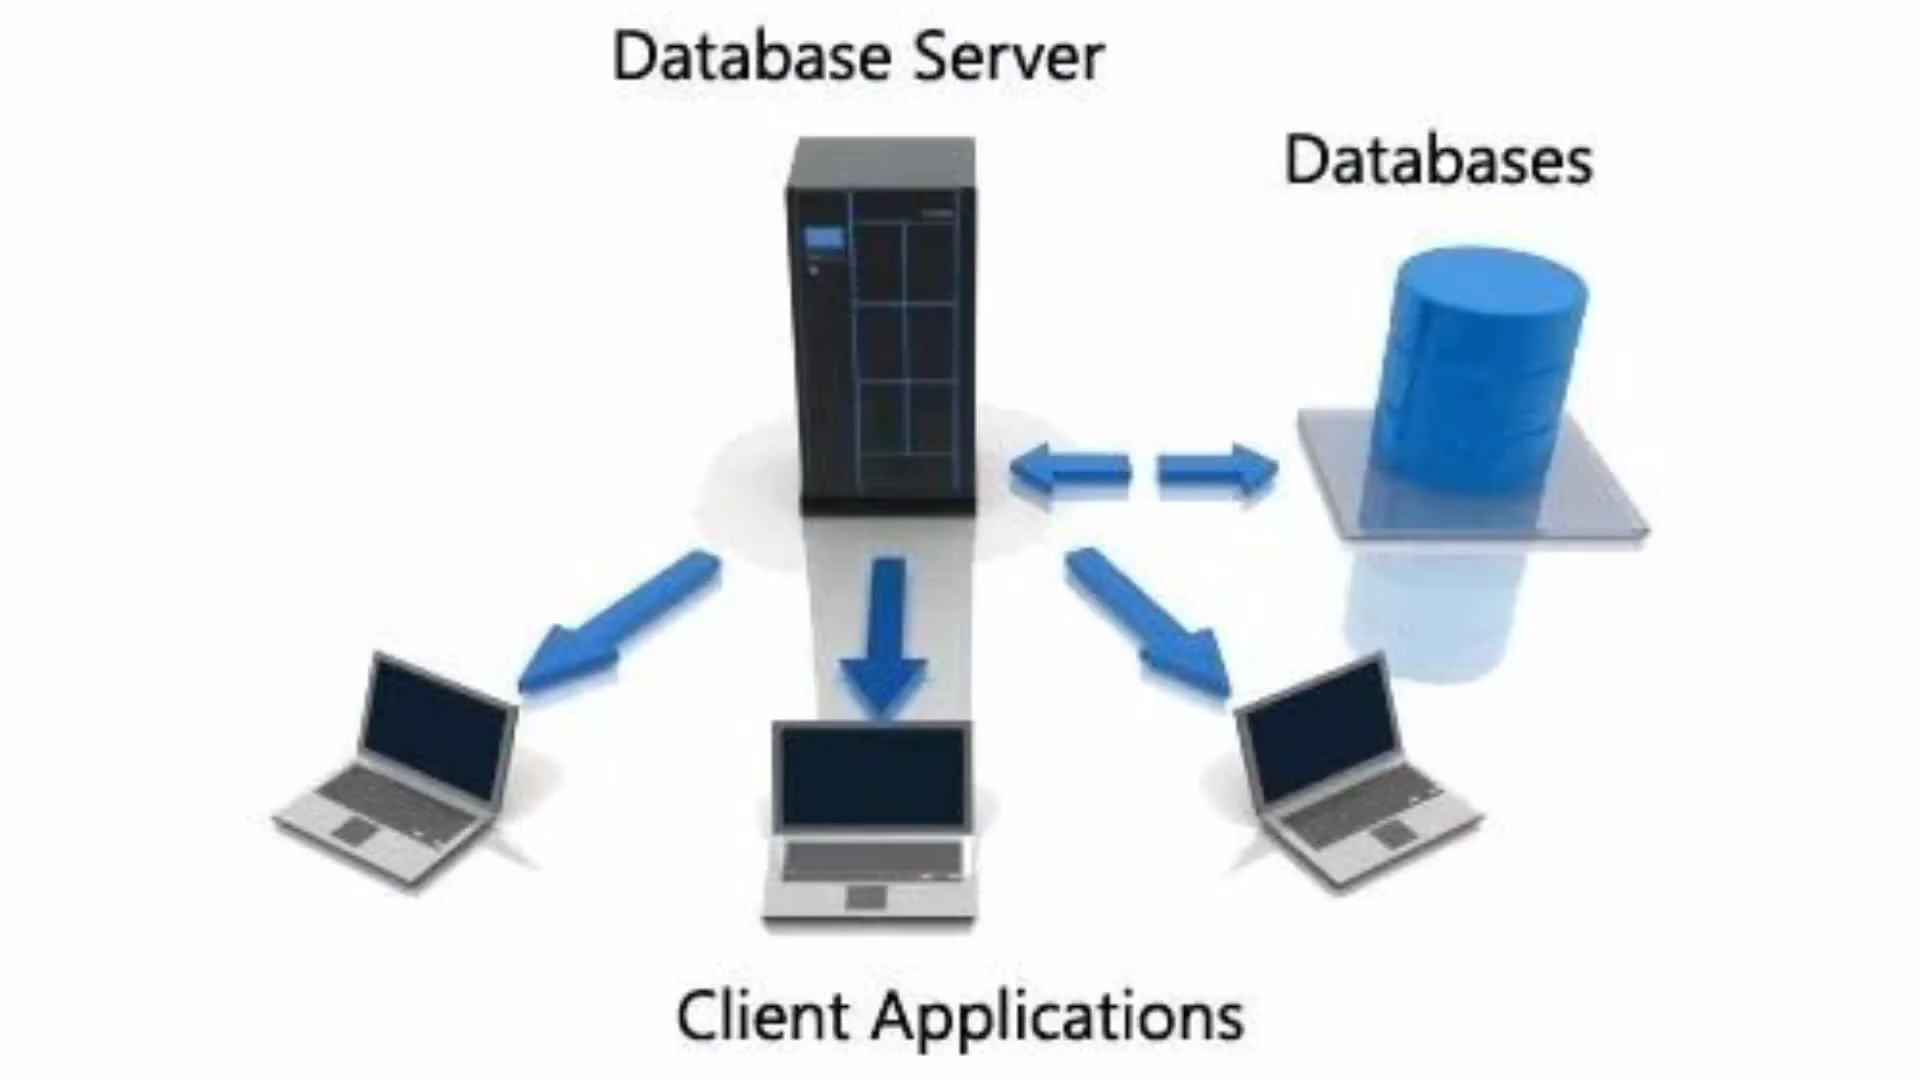 Database Server
Databases
Client Applications